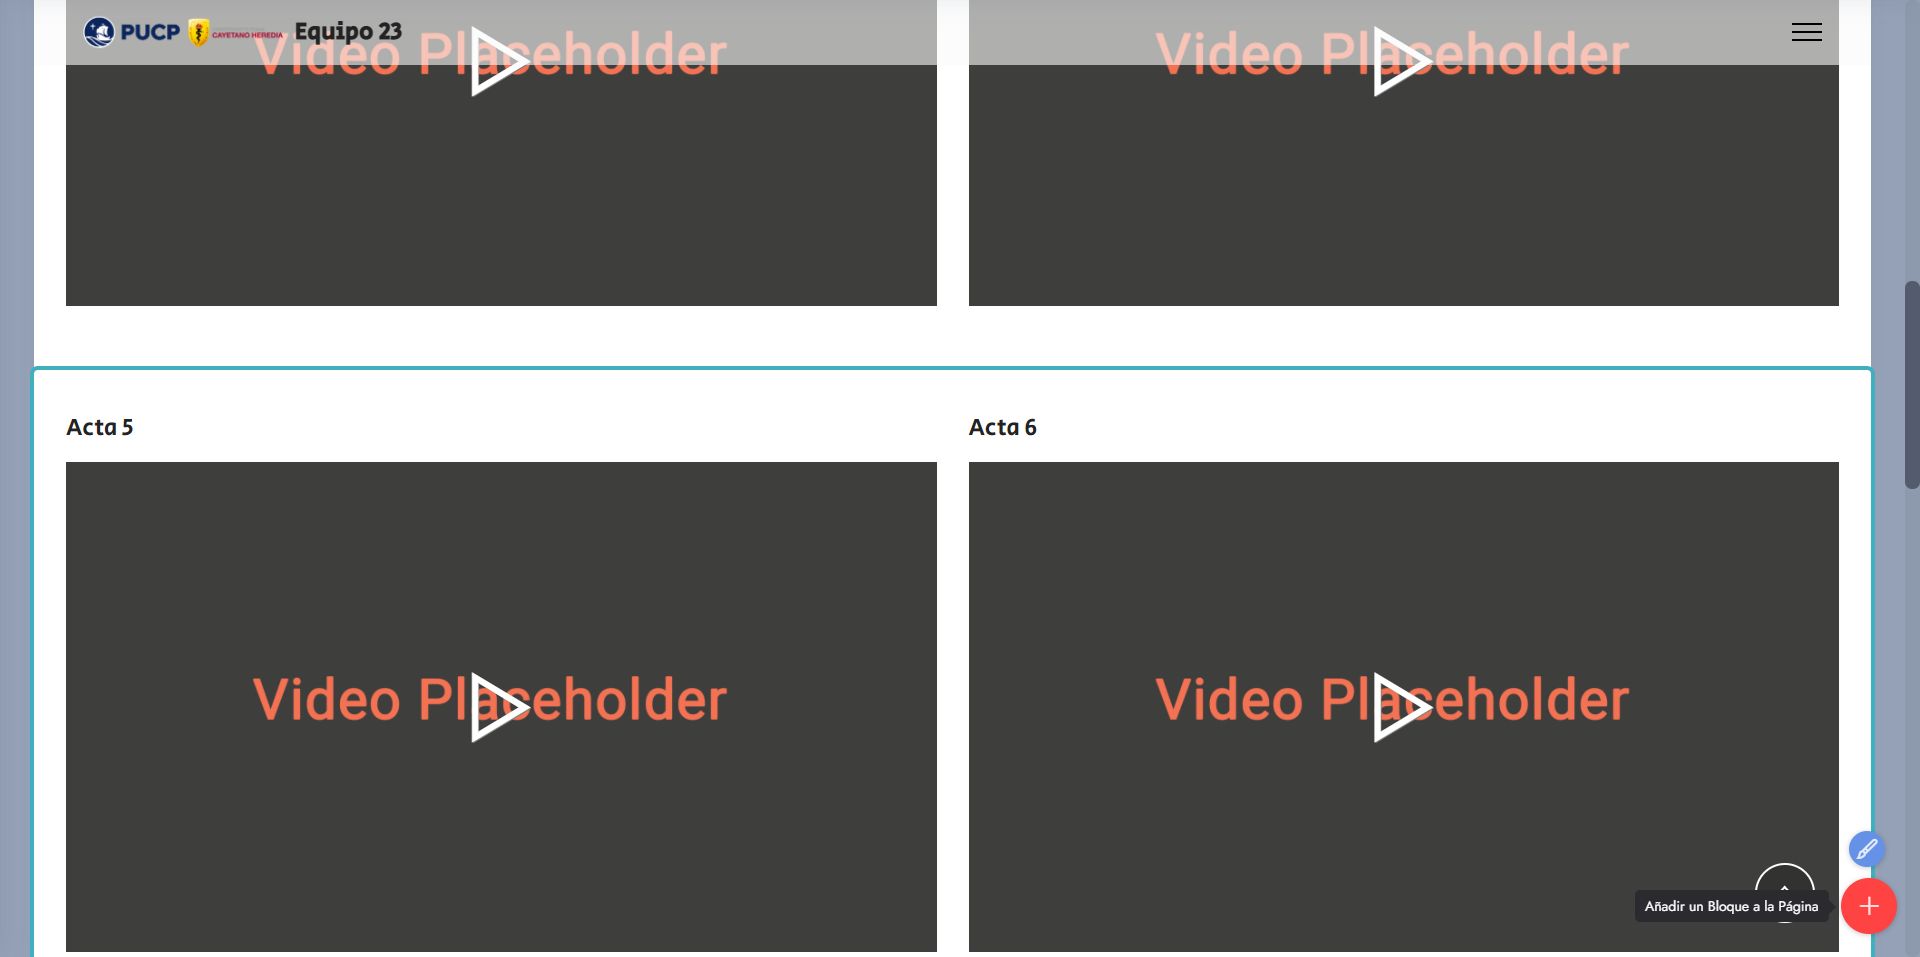 PUCP CAYETANO HEREDIA Equipo 23
Video Placeholder
Video Placeholder
Acta 5
Acta 6
Video Placeholder
Video Placeholder
Añadir un Bloque a la Página